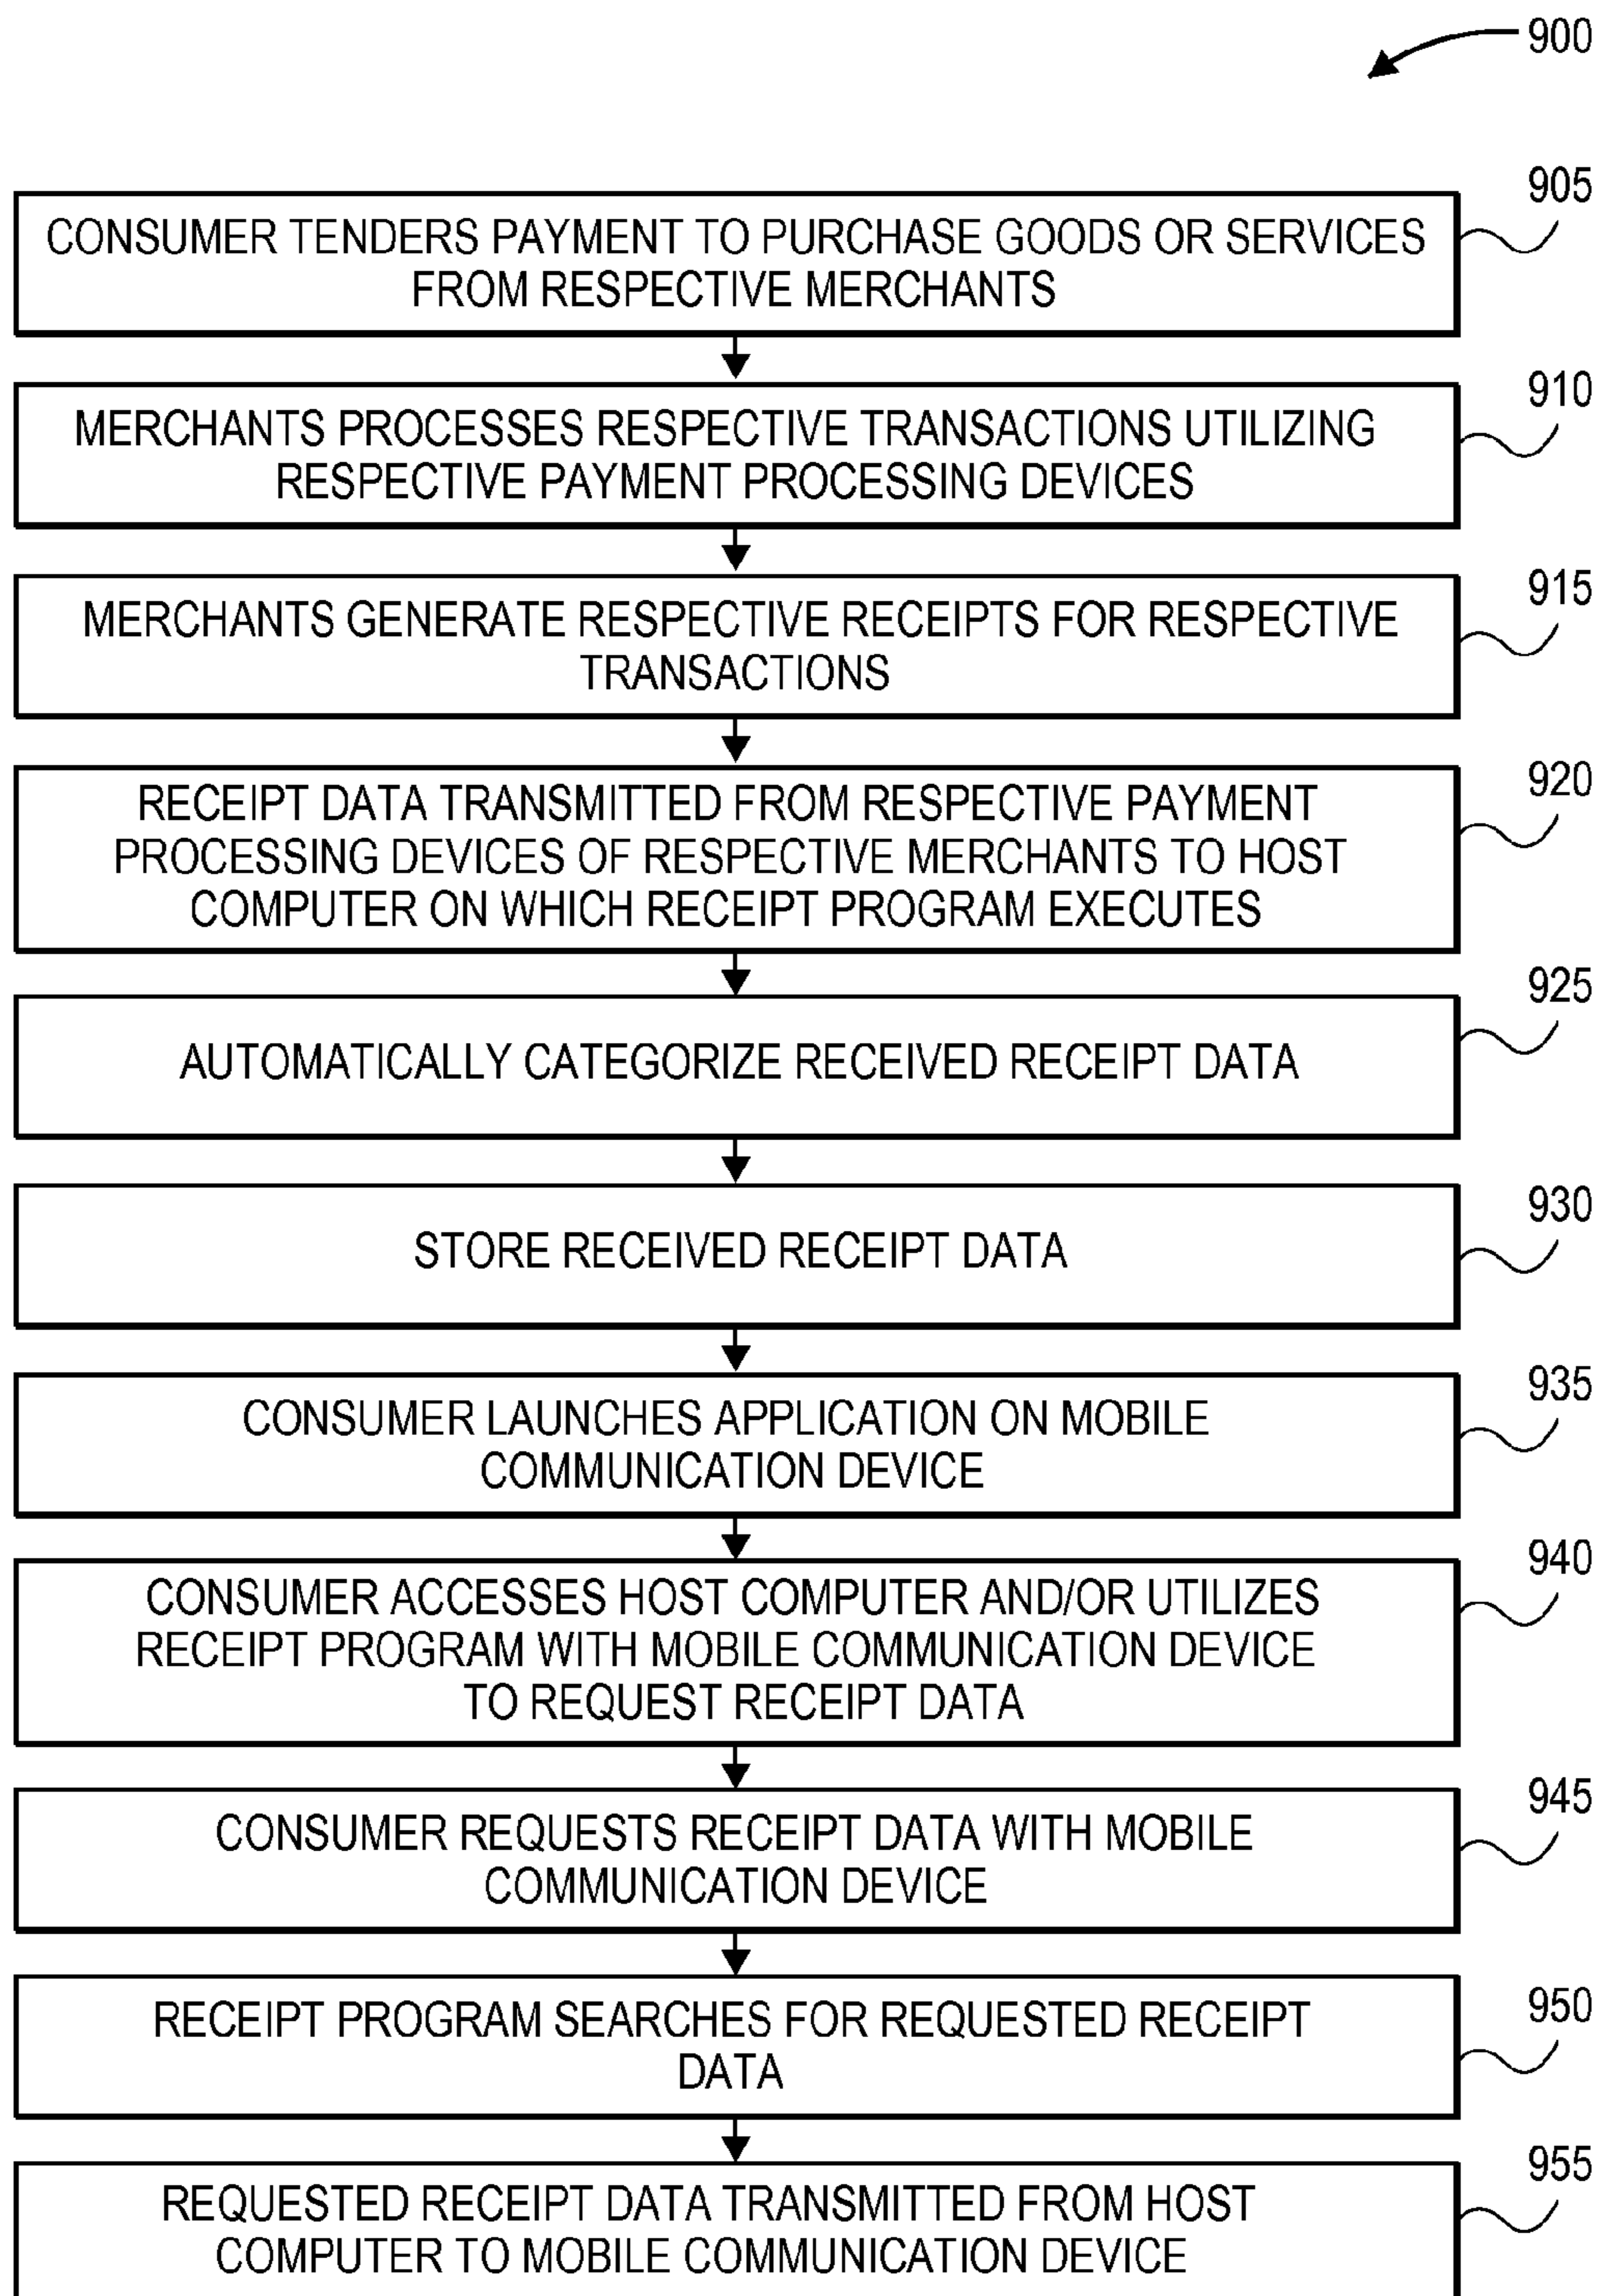 900
905
CONSUMER TENDERS PAYMENT TO PURCHASE GOODS OR SERVICES
FROM RESPECTIVE MERCHANTS
910
MERCHANTS PROCESSES RESPECTIVE TRANSACTIONS UTILIZING
RESPECTIVE PAYMENT PROCESSING DEVICES
915
MERCHANTS GENERATE RESPECTIVE RECEIPTS FOR RESPECTIVE
TRANSACTIONS
920
RECEIPT DATA TRANSMITTED FROM RESPECTIVE PAYMENT
PROCESSING DEVICES OF RESPECTIVE MERCHANTS TO HOST
COMPUTER ON WHICH RECEIPT PROGRAM EXECUTES
925
AUTOMATICALLY CATEGORIZE RECEIVED RECEIPT DATA
930
STORE RECEIVED RECEIPT DATA
935
CONSUMER LAUNCHES APPLICATION ON MOBILE
COMMUNICATION DEVICE
940
CONSUMER ACCESSES HOST COMPUTER AND/OR UTILIZES
RECEIPT PROGRAM WITH MOBILE COMMUNICATION DEVICE
TO REQUEST RECEIPT DATA
945
CONSUMER REQUESTS RECEIPT DATA WITH MOBILE
COMMUNICATION DEVICE
950
RECEIPT PROGRAM SEARCHES FOR REQUESTED RECEIPT
DATA
955
REQUESTED RECEIPT DATA TRANSMITTED FROM HOST
COMPUTER TO MOBILE COMMUNICATION DEVICE